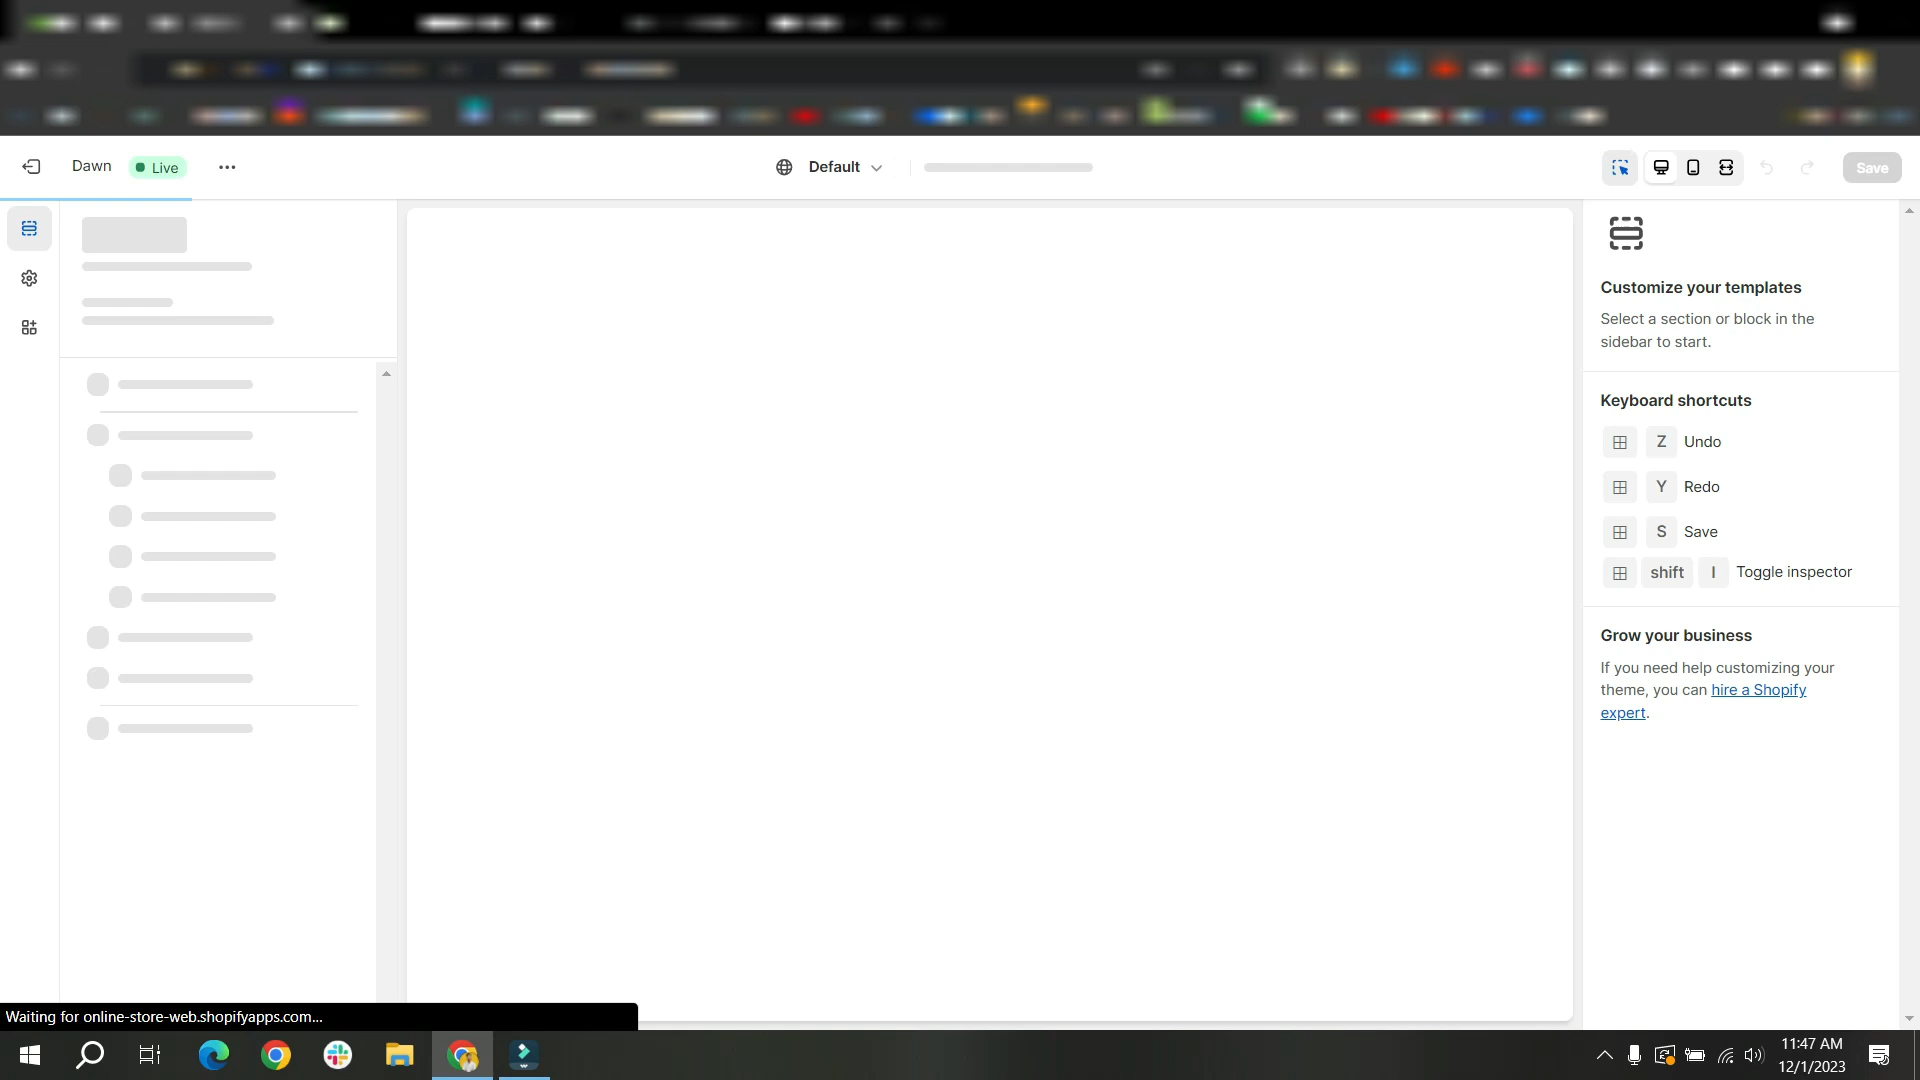 Dawn
Live
Default
Save
Customize your templates
Select a section or block in the
sidebar to start.
Keyboard shortcuts
Z Undo
Y Redo
S Save
shift I Toggle inspector
Grow your business
If you need help customizing your
theme, you can hire a Shopify
expert.
Waiting for online-store-web.shopifyapps.com...
11:47 AM
12/1/2023